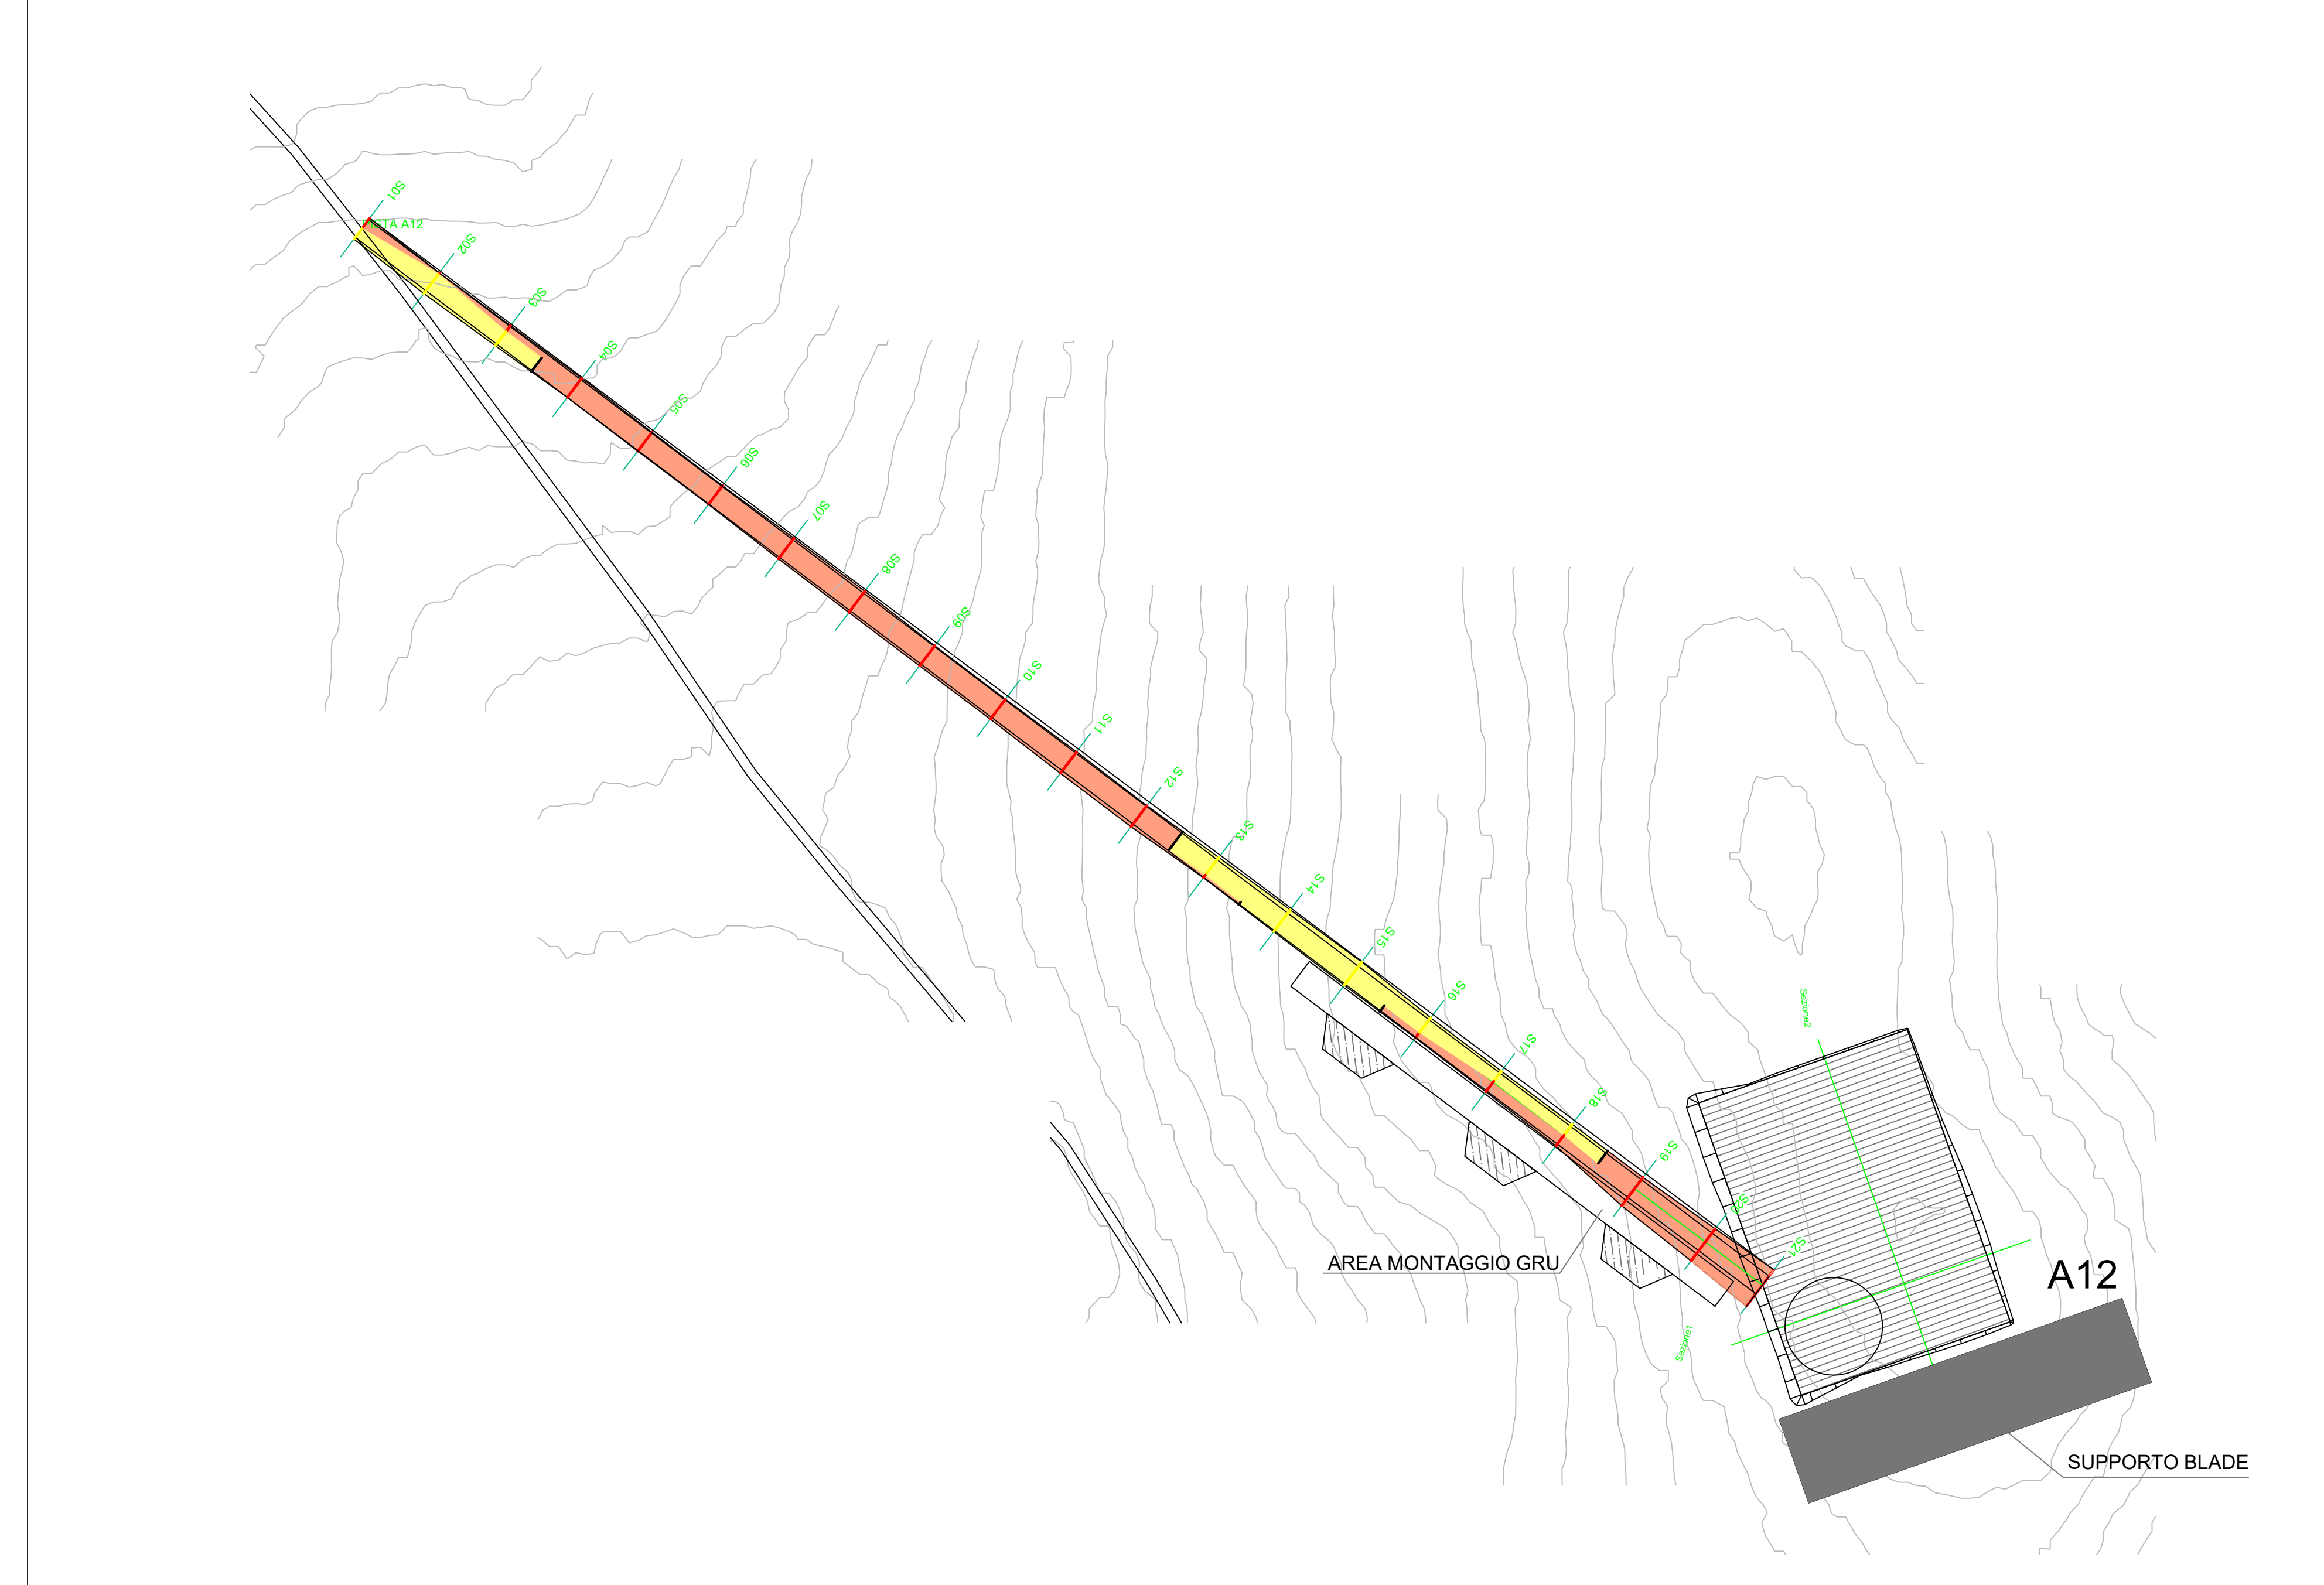 S01
PISTA A12
S02
S03
S04
S05
S06
S07
S08
S09
S10
S11
S12
S13
S14
S15
S16
S17
S18
S19
S20
S21
Sezione2
Sezione1
AREA MONTAGGIO GRU
A12
SUPPORTO BLADE